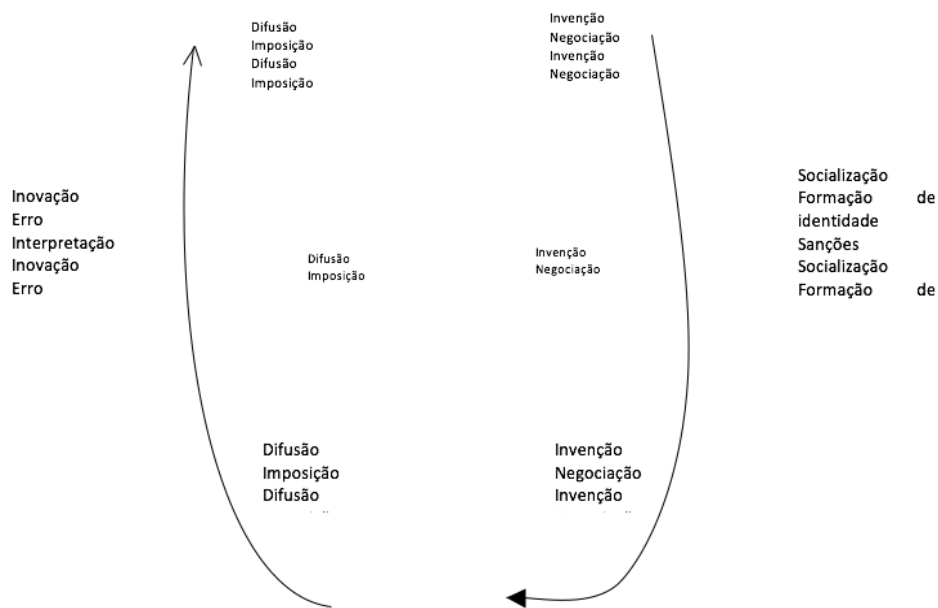 Difusão
Imposição
Difusão
Imposição
Invenção
Negociação
Invenção
Negociação
Inovação
Erro
Interpretação
Inovação
Erro
Difusão
Imposição
Invenção
Negociação
Socialização
Formação de
identidade
Sanções
Socialização
Formação de
Difusão
Imposição
Difusão
Invenção
Negociação
Invenção